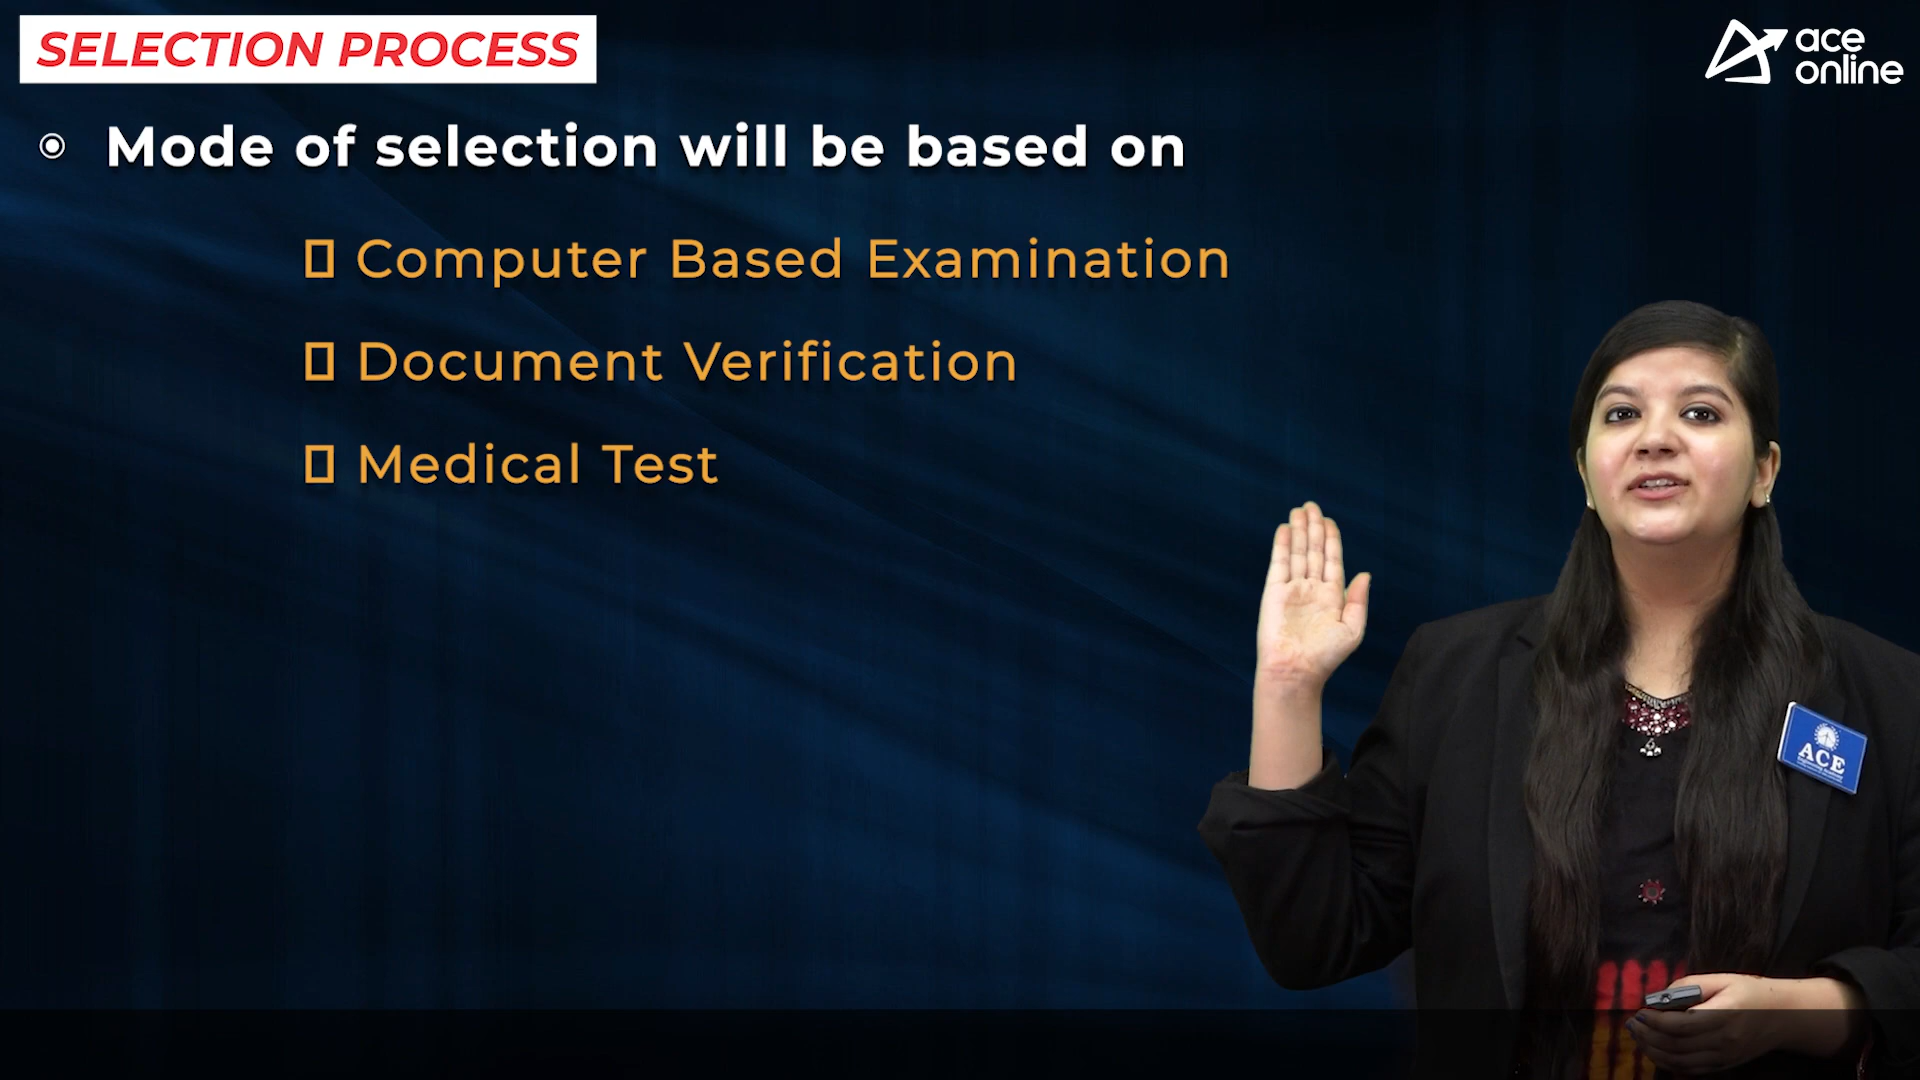 SELECTION PROCESS
ace
online
Mode of selection will be based on
Computer Based Examination
Document Verification
Medical Test
ACE